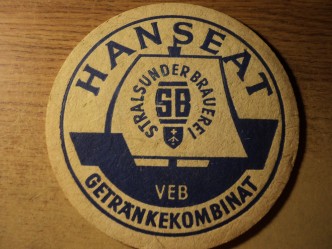 HANSEAT
STRALSUNDER BRAUEREI
SB
VEB
GETRÄNKEKOMBINAT